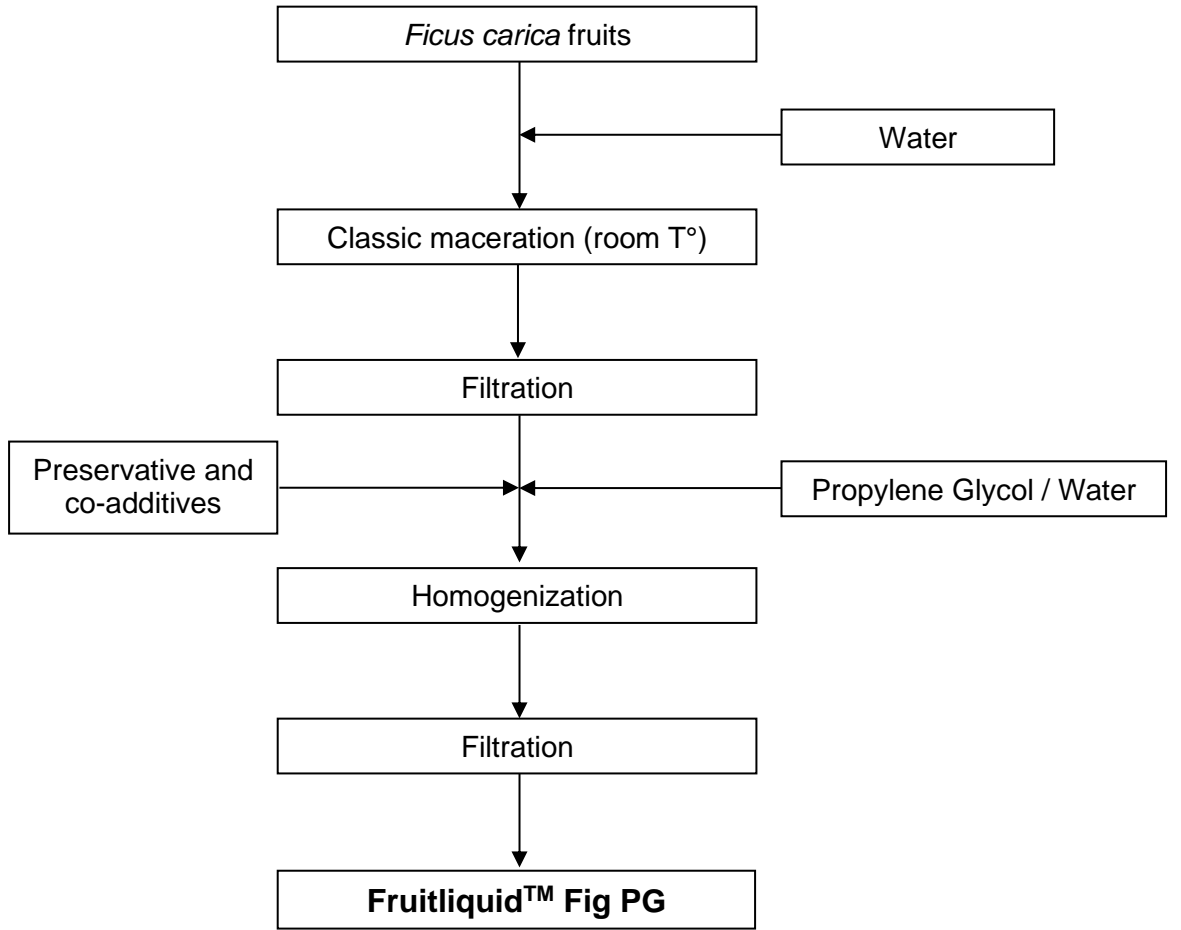 Ficus carica fruits
Water
Classic maceration (room T°)
Filtration
Preservative and
co-additives
Propylene Glycol / Water
Homogenization
Filtration
Fruitliquid™ Fig PG